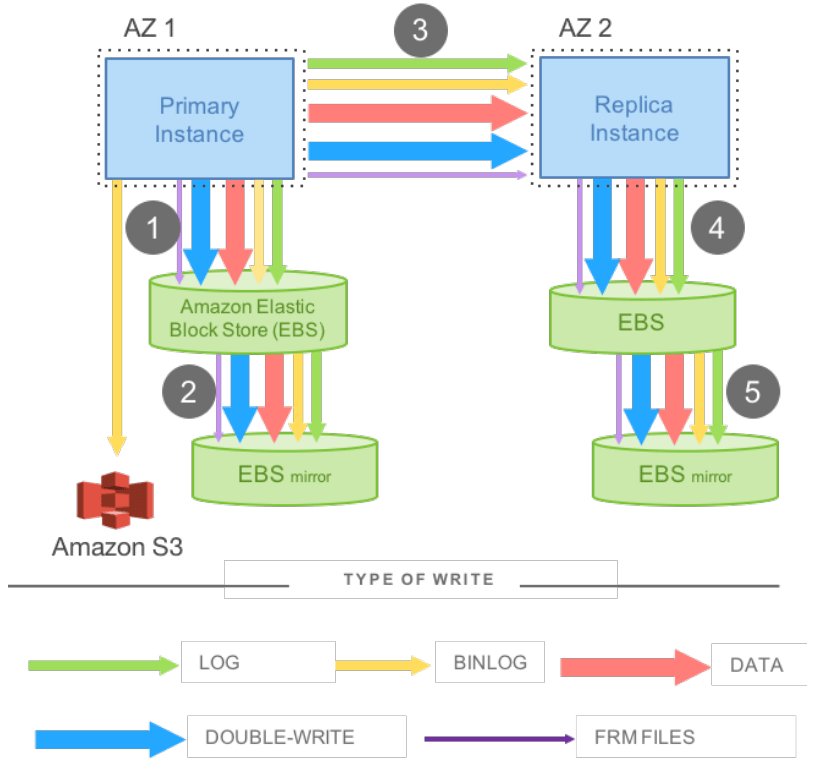 AZ 1
3
AZ 2
Primary
Instance
Replica
Instance
1
4
Amazon Elastic
Block Store (EBS)
EBS
2
5
EBS mirror
EBS mirror
Amazon S3
TYPE OF WRITE
LOG
BINLOG
DATA
DOUBLE-WRITE
FRM FILES